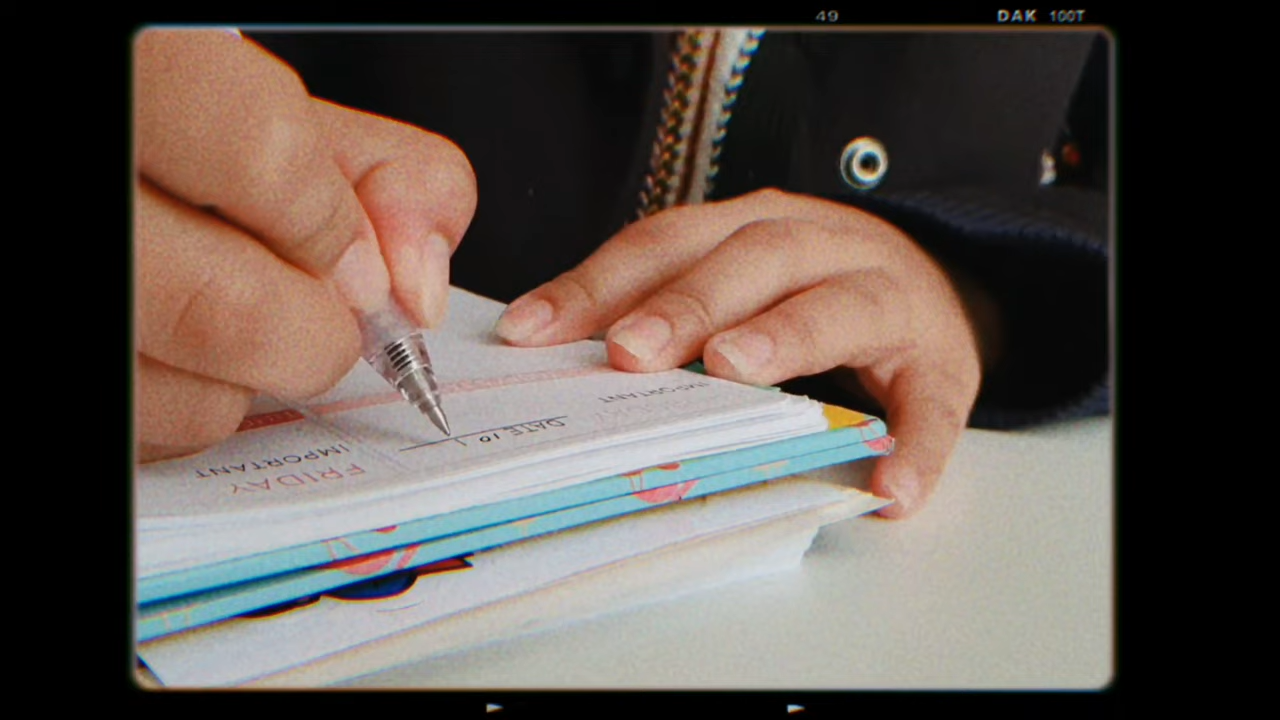 49 DAK 100T
IMPORTANT
DATE 10
IMPORTANT
FRIDAY